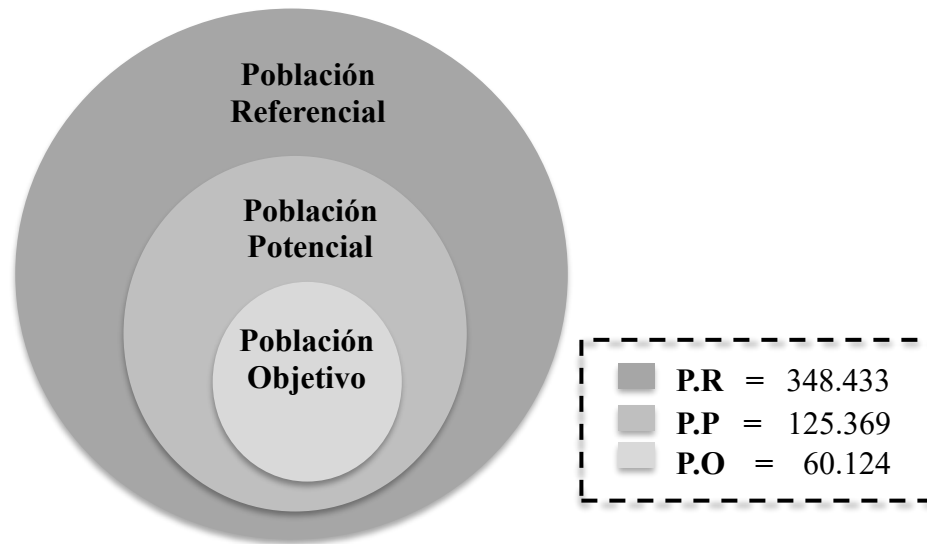 Población
Referencial
Población
Potencial
Población
Objetivo
P.R = 348.433
P.P = 125.369
P.O = 60.124